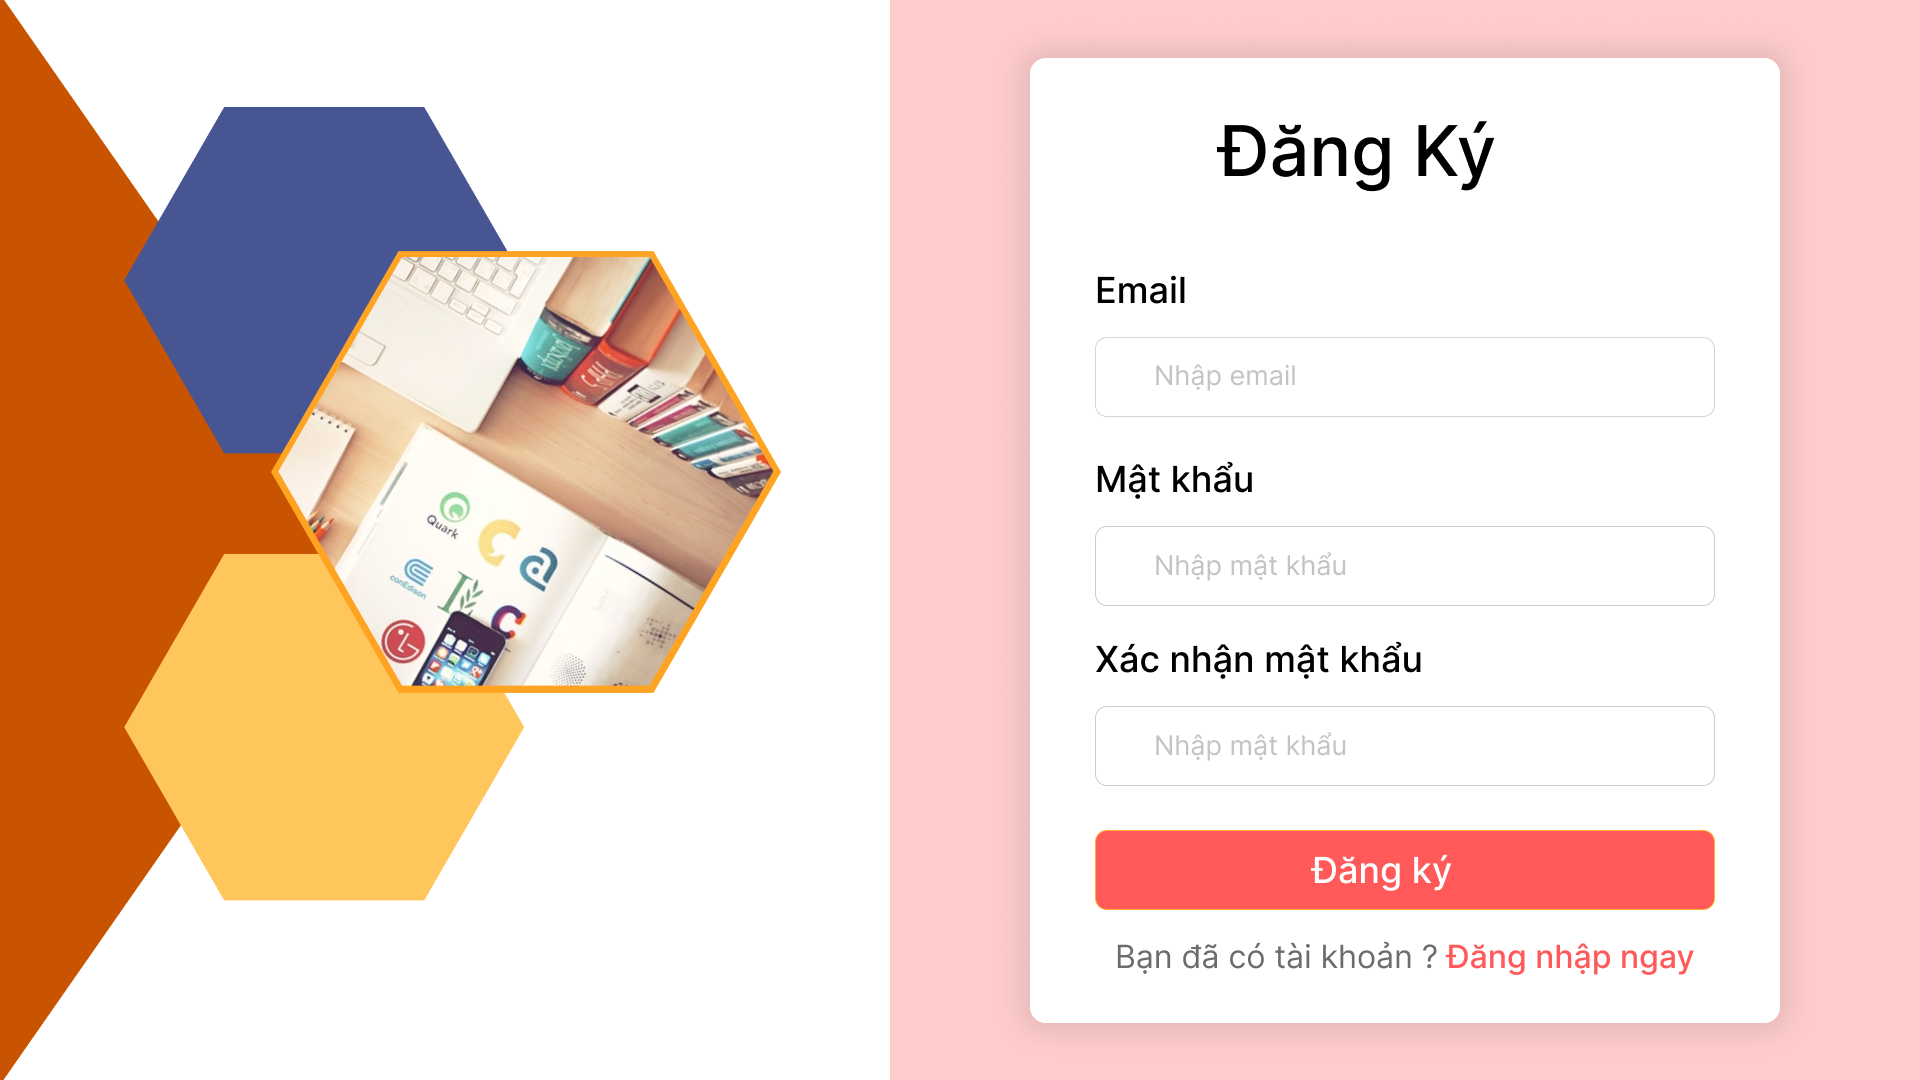 Đăng Ký
Email
Nhập email
Mật khẩu
Nhập mật khẩu
Xác nhận mật khẩu
Nhập mật khẩu
Đăng ký
Bạn đã có tài khoản ? Đăng nhập ngay
Quark
conEdison